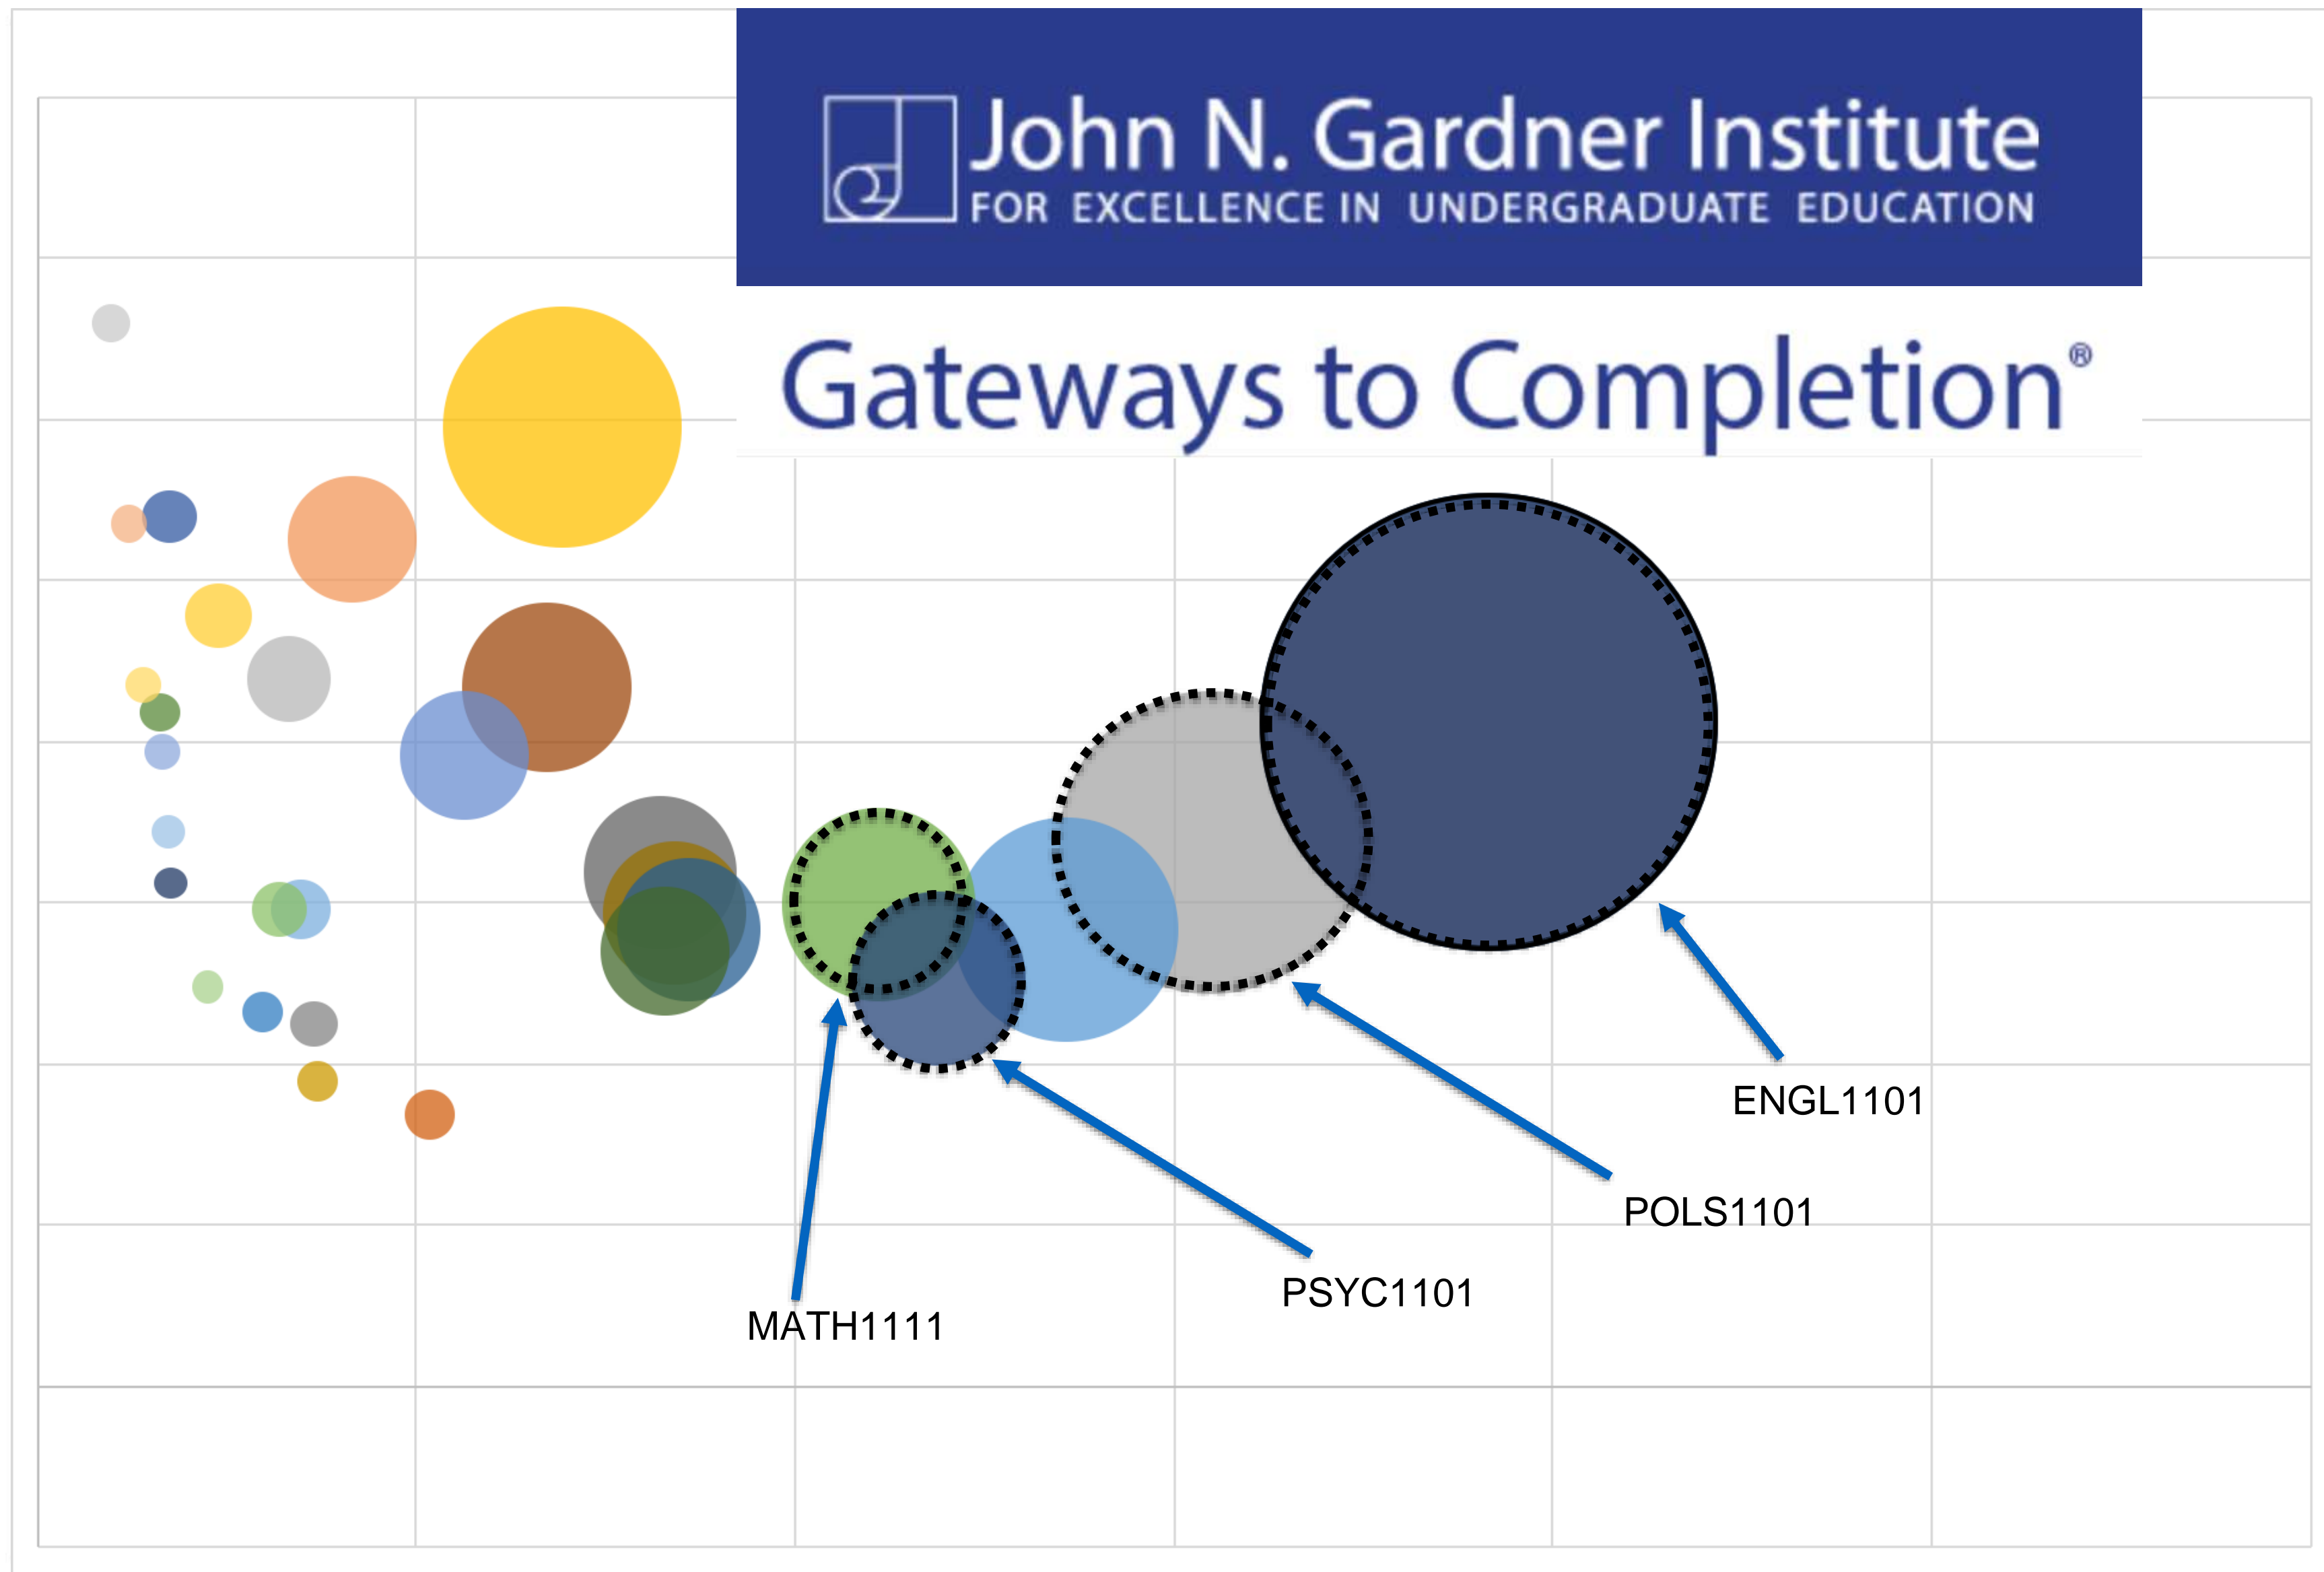 John N. Gardner Institute
FOR EXCELLENCE IN UNDERGRADUATE EDUCATION
Gateways to Completion®
ENGL1101
POLS1101
PSYC1101
MATH1111